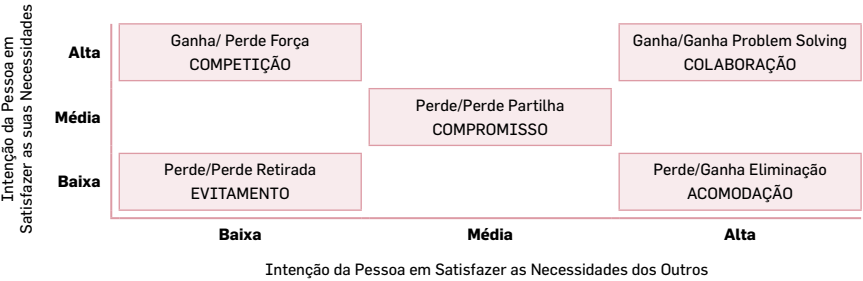 Intenção da Pessoa em
Satisfazer as suas Necessidades
Alta
Ganha/ Perde Força
COMPETIÇÃO
Ganha/Ganha Problem Solving
COLABORAÇÃO
Média
Perde/Perde Partilha
COMPROMISSO
Baixa
Perde/Perde Retirada
EVITAMENTO
Perde/Ganha Eliminação
ACOMODAÇÃO
Baixa
Média
Alta
Intenção da Pessoa em Satisfazer as Necessidades dos Outros